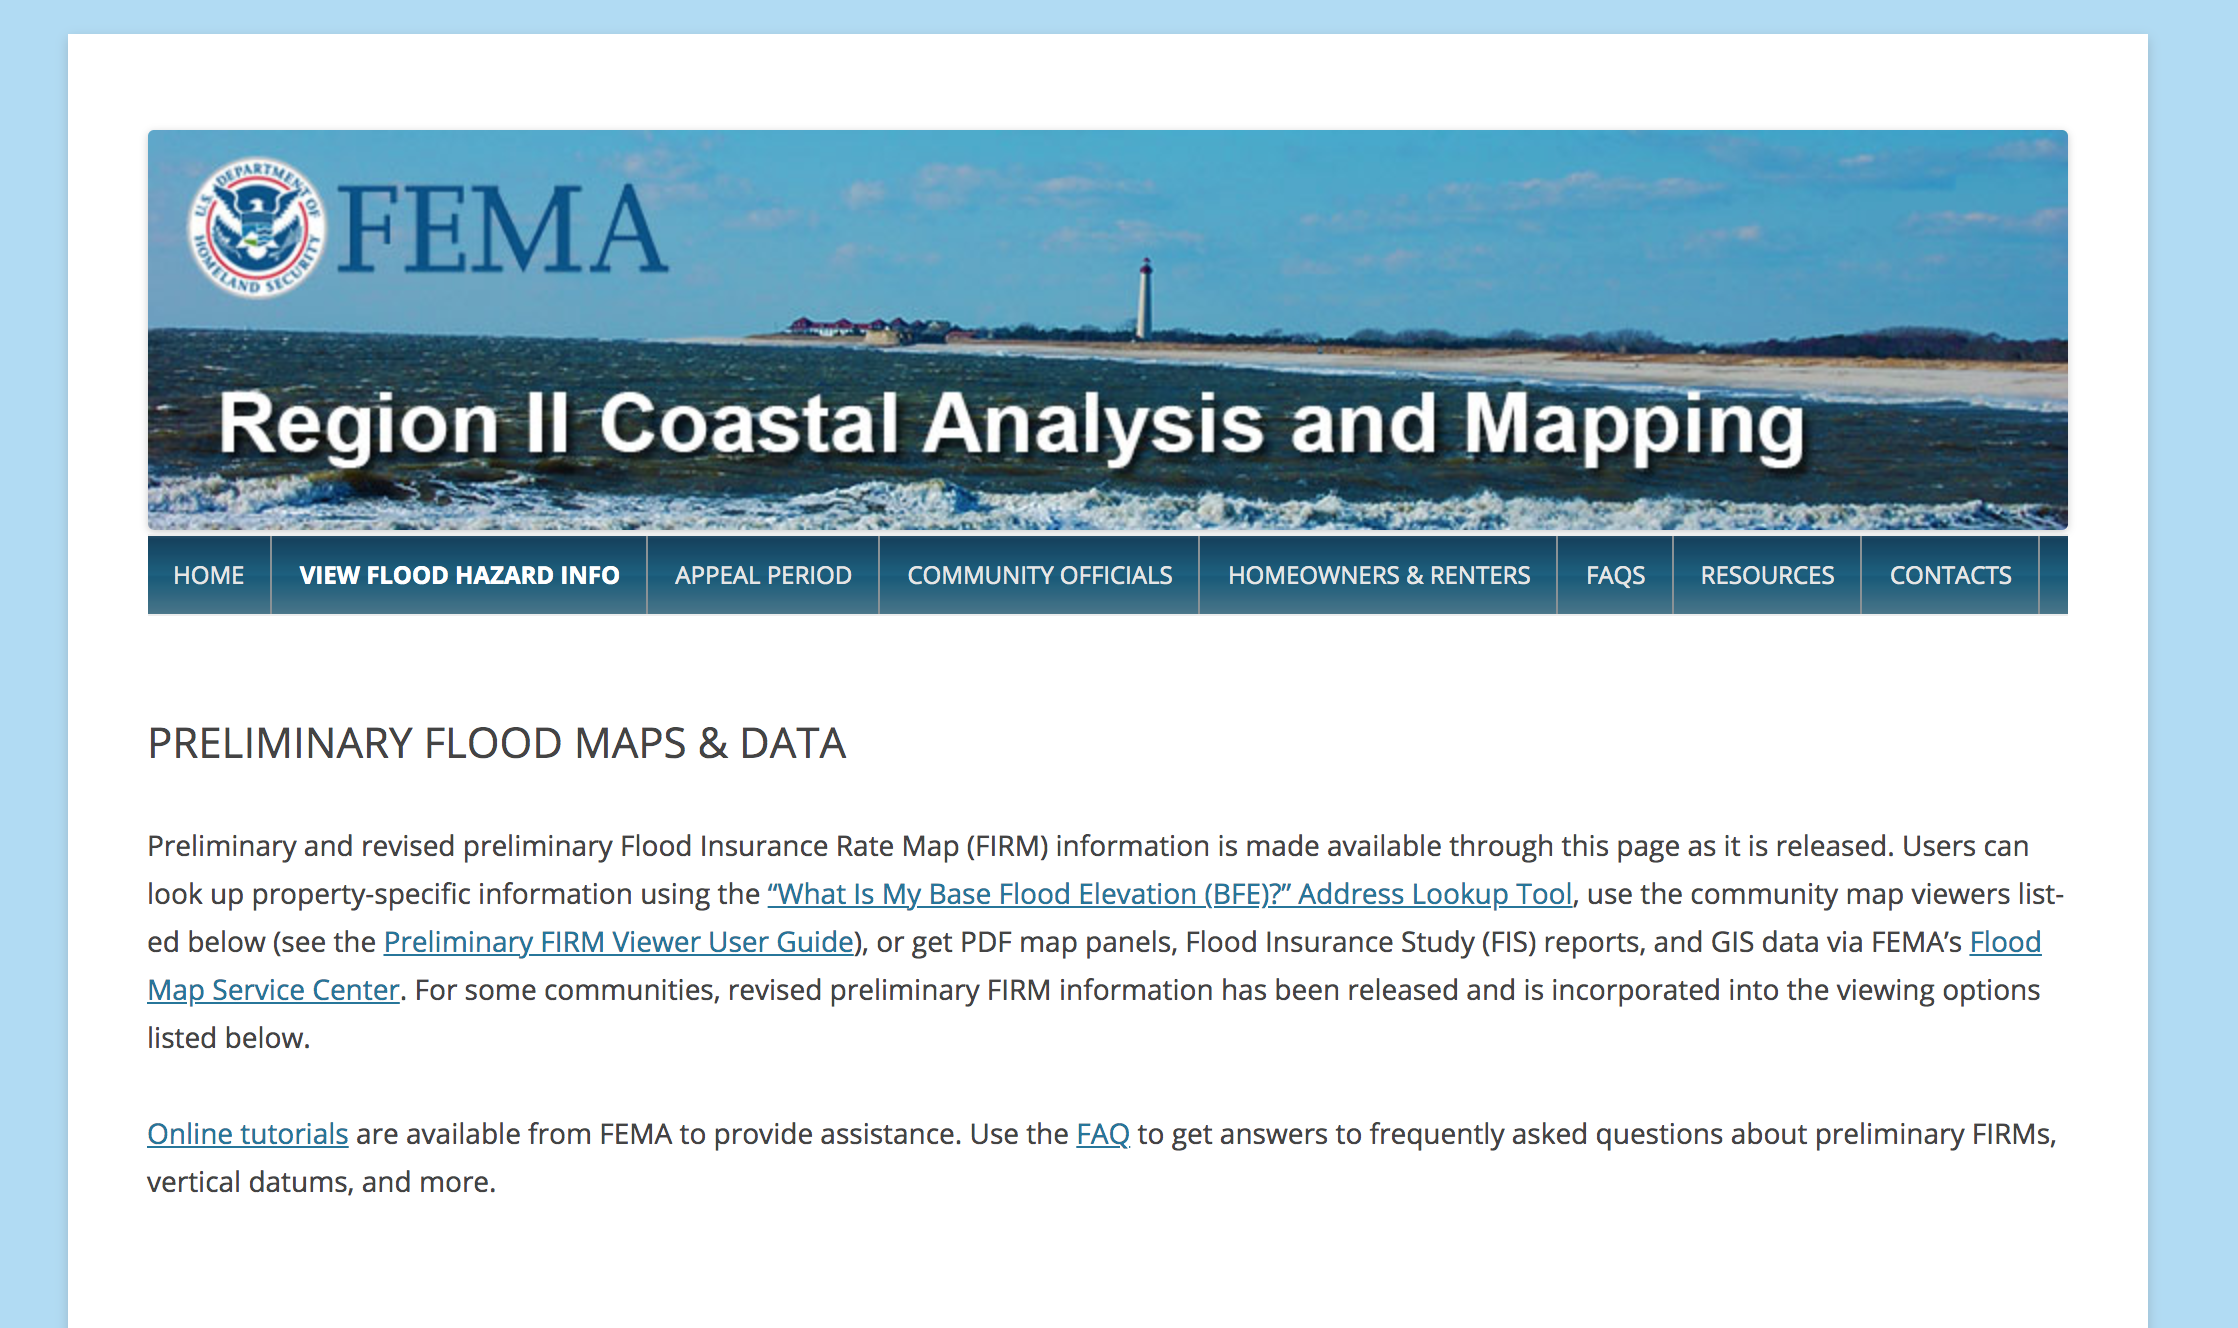 U.S. DEPARTMENT OF HOMELAND SECURITY
FEMA
Region II Coastal Analysis and Mapping
HOME
VIEW FLOOD HAZARD INFO
APPEAL PERIOD
COMMUNITY OFFICIALS
HOMEOWNERS & RENTERS
FAQS
RESOURCES
CONTACTS
PRELIMINARY FLOOD MAPS & DATA
Preliminary and revised preliminary Flood Insurance Rate Map (FIRM) information is made available through this page as it is released. Users can
look up property-specific information using the “What Is My Base Flood Elevation (BFE)?” Address Lookup Tool, use the community map viewers list-
ed below (see the Preliminary FIRM Viewer User Guide), or get PDF map panels, Flood Insurance Study (FIS) reports, and GIS data via FEMA’s Flood
Map Service Center. For some communities, revised preliminary FIRM information has been released and is incorporated into the viewing options
listed below.
Online tutorials are available from FEMA to provide assistance. Use the FAQ to get answers to frequently asked questions about preliminary FIRMs,
vertical datums, and more.